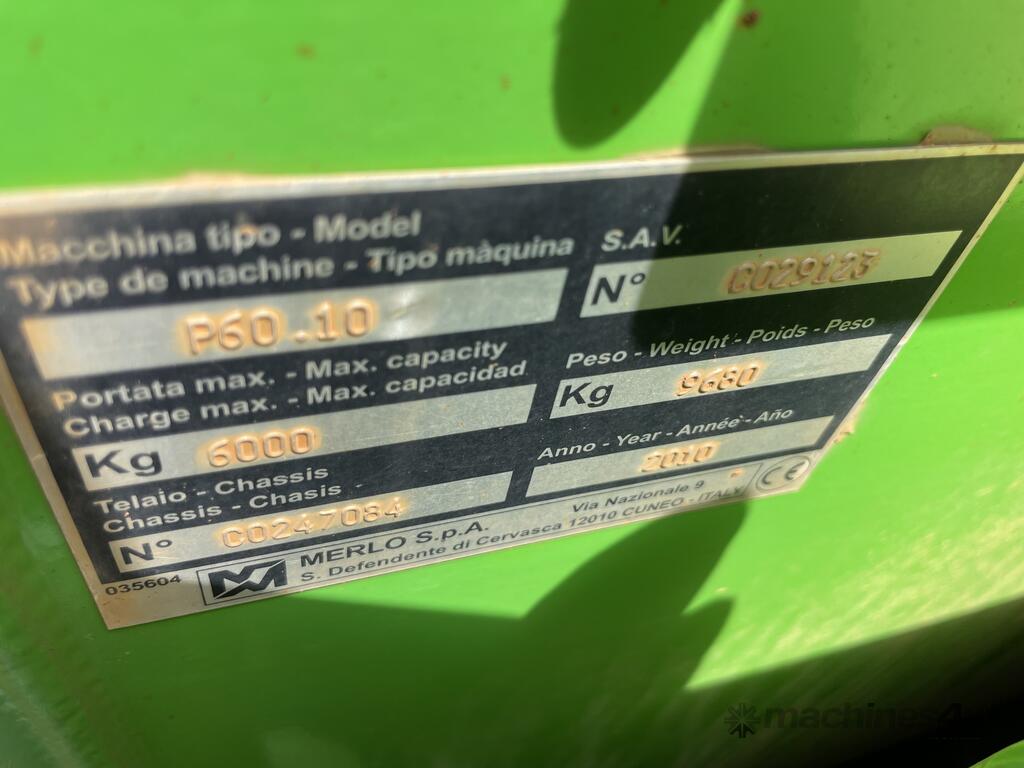 Macchina tipo - Model
Type de machine - Tipo màquina
P60.10
S.A.V.
N° C029123
Portata max. - Max. capacity
Charge max. - Max. capacidad
Kg 6000
Peso - Weight - Poids - Peso
Kg 9680
Telaio - Chassis
Chassis - Chasis
N° C0247084
Anno - Year - Année - Año
2010
035604
MERLO S.p.A. Via Nazionale 9
S. Defendente di Cervasca 12010 CUNEO - ITALY
CE
machines4